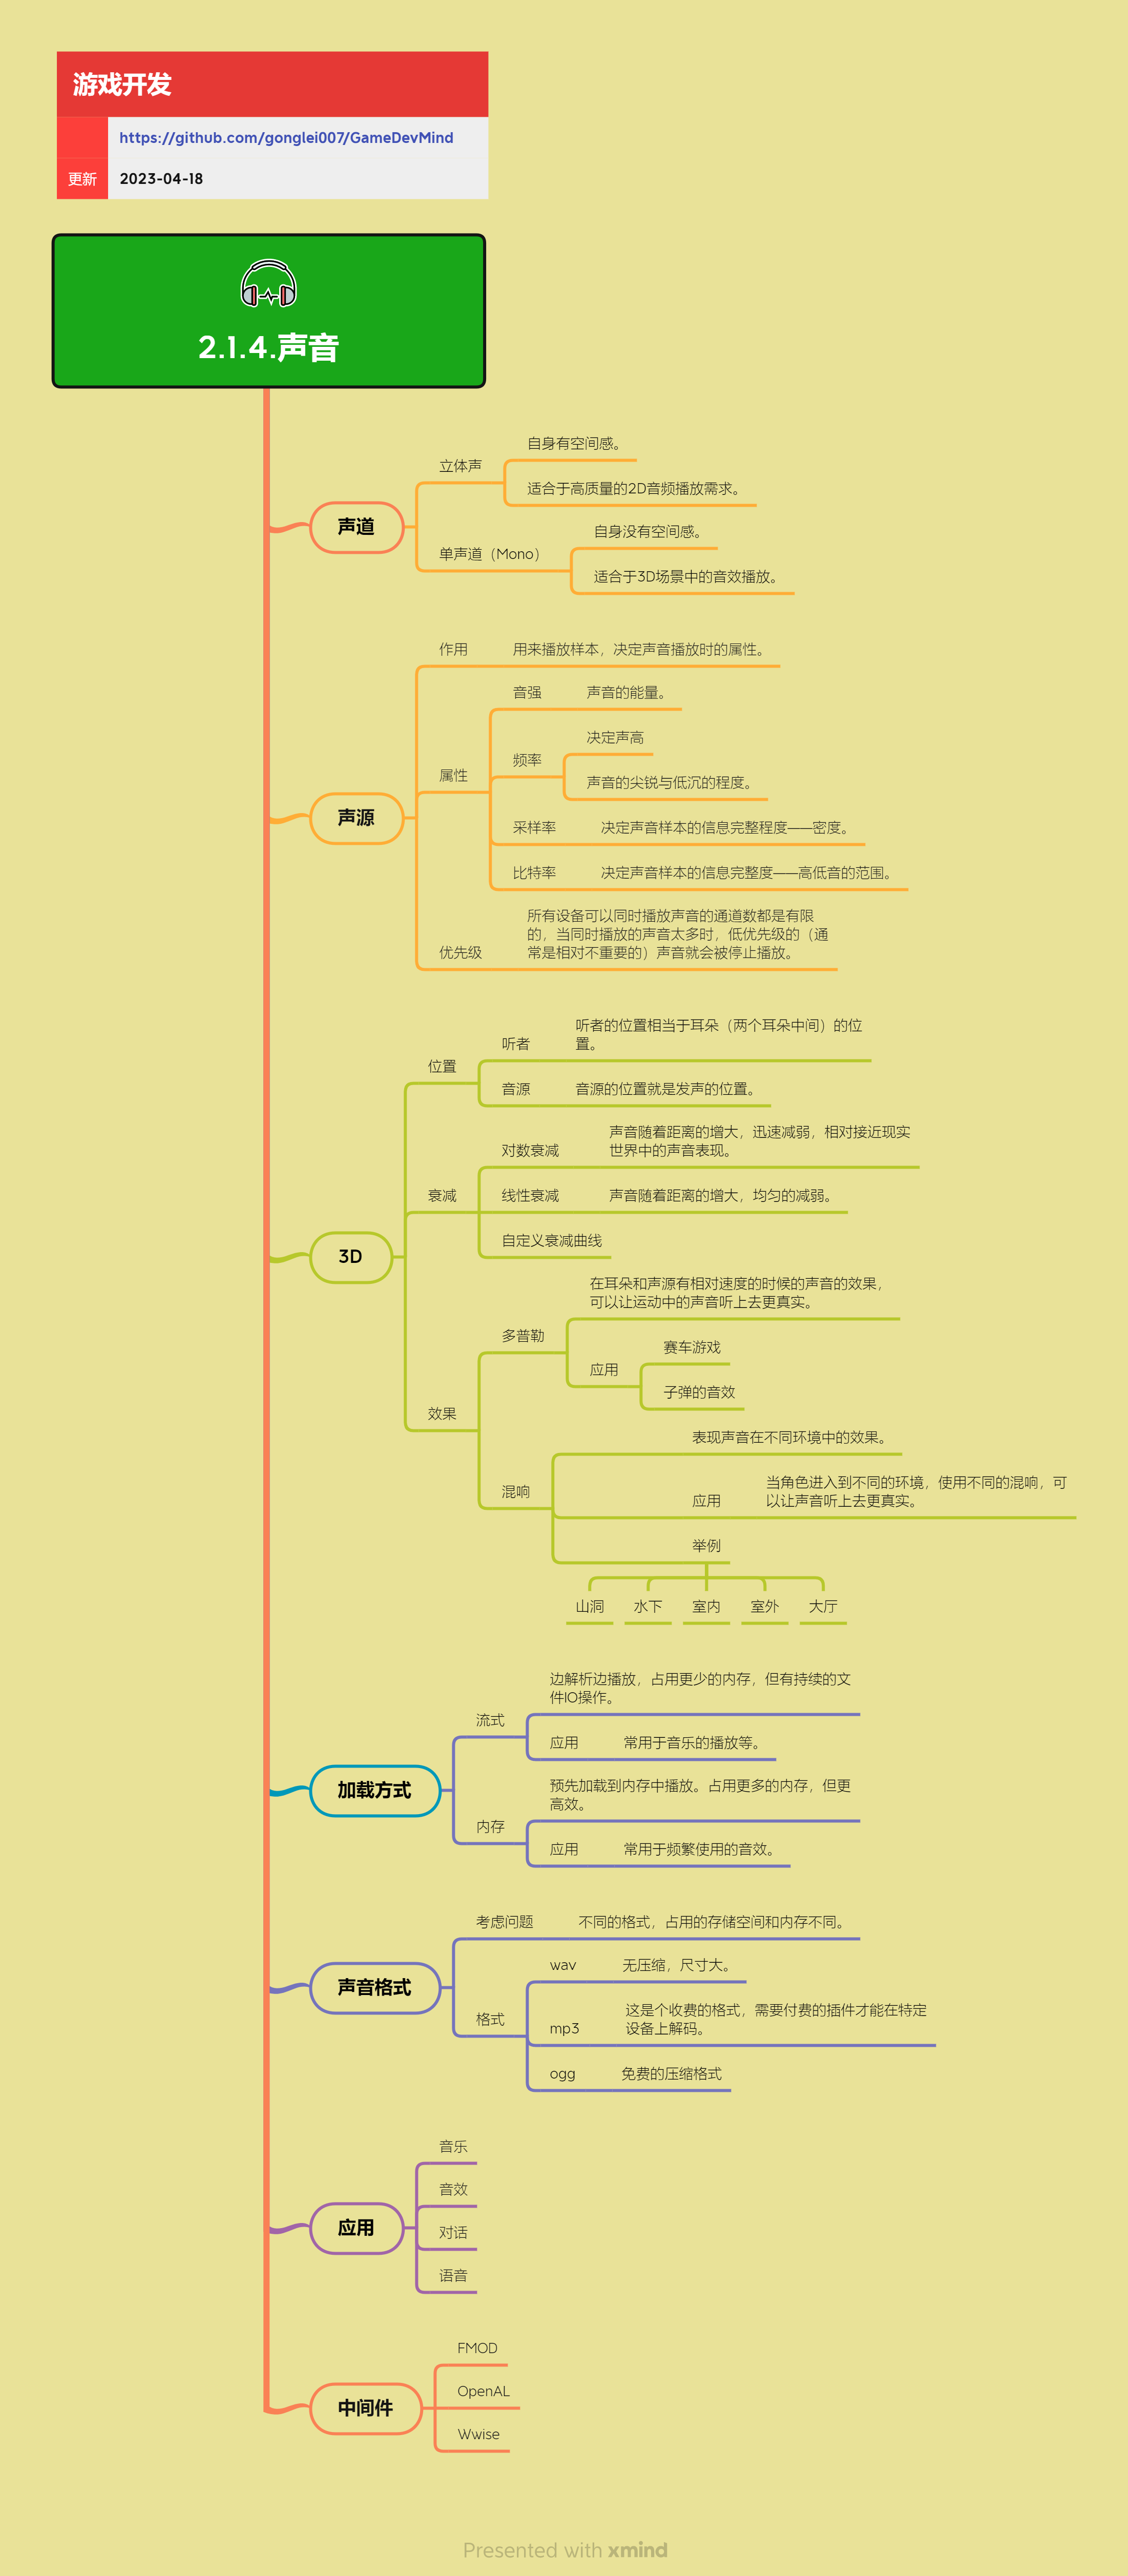 游戏开发
https://github.com/gonglei007/GameDevMind
更新 2023-04-18
2.1.4.声音
声道
立体声
自身有空间感。
适合于高质量的2D音频播放需求。
单声道（Mono）
自身没有空间感。
适合于3D场景中的音效播放。
声源
作用
用来播放样本，决定声音播放时的属性。
属性
音强
声音的能量。
频率
决定声高
声音的尖锐与低沉的程度。
采样率
决定声音样本的信息完整程度——密度。
比特率
决定声音样本的信息完整度——高低音的范围。
优先级
所有设备可以同时播放声音的通道数都是有限
的，当同时播放的声音太多时，低优先级的（通
常是相对不重要的）声音就会被停止播放。
3D
位置
听者
听者的位置相当于耳朵（两个耳朵中间）的位
置。
音源
音源的位置就是发声的位置。
衰减
对数衰减
声音随着距离的增大，迅速减弱，相对接近现实
世界中的声音表现。
线性衰减
声音随着距离的增大，均匀的减弱。
自定义衰减曲线
效果
多普勒
在耳朵和声源有相对速度的时候的声音的效果，
可以让运动中的声音听上去更真实。
应用
赛车游戏
子弹的音效
混响
表现声音在不同环境中的效果。
应用
当角色进入到不同的环境，使用不同的混响，可
以让声音听上去更真实。
举例
山洞
水下
室内
室外
大厅
加载方式
流式
边解析边播放，占用更少的内存，但有持续的文
件IO操作。
应用
常用于音乐的播放等。
内存
预先加载到内存中播放。占用更多的内存，但更
高效。
应用
常用于频繁使用的音效。
声音格式
考虑问题
不同的格式，占用的存储空间和内存不同。
格式
wav
无压缩，尺寸大。
mp3
这是个收费的格式，需要付费的插件才能在特定
设备上解码。
ogg
免费的压缩格式
应用
音乐
音效
对话
语音
中间件
FMOD
OpenAL
Wwise
Presented with xmind